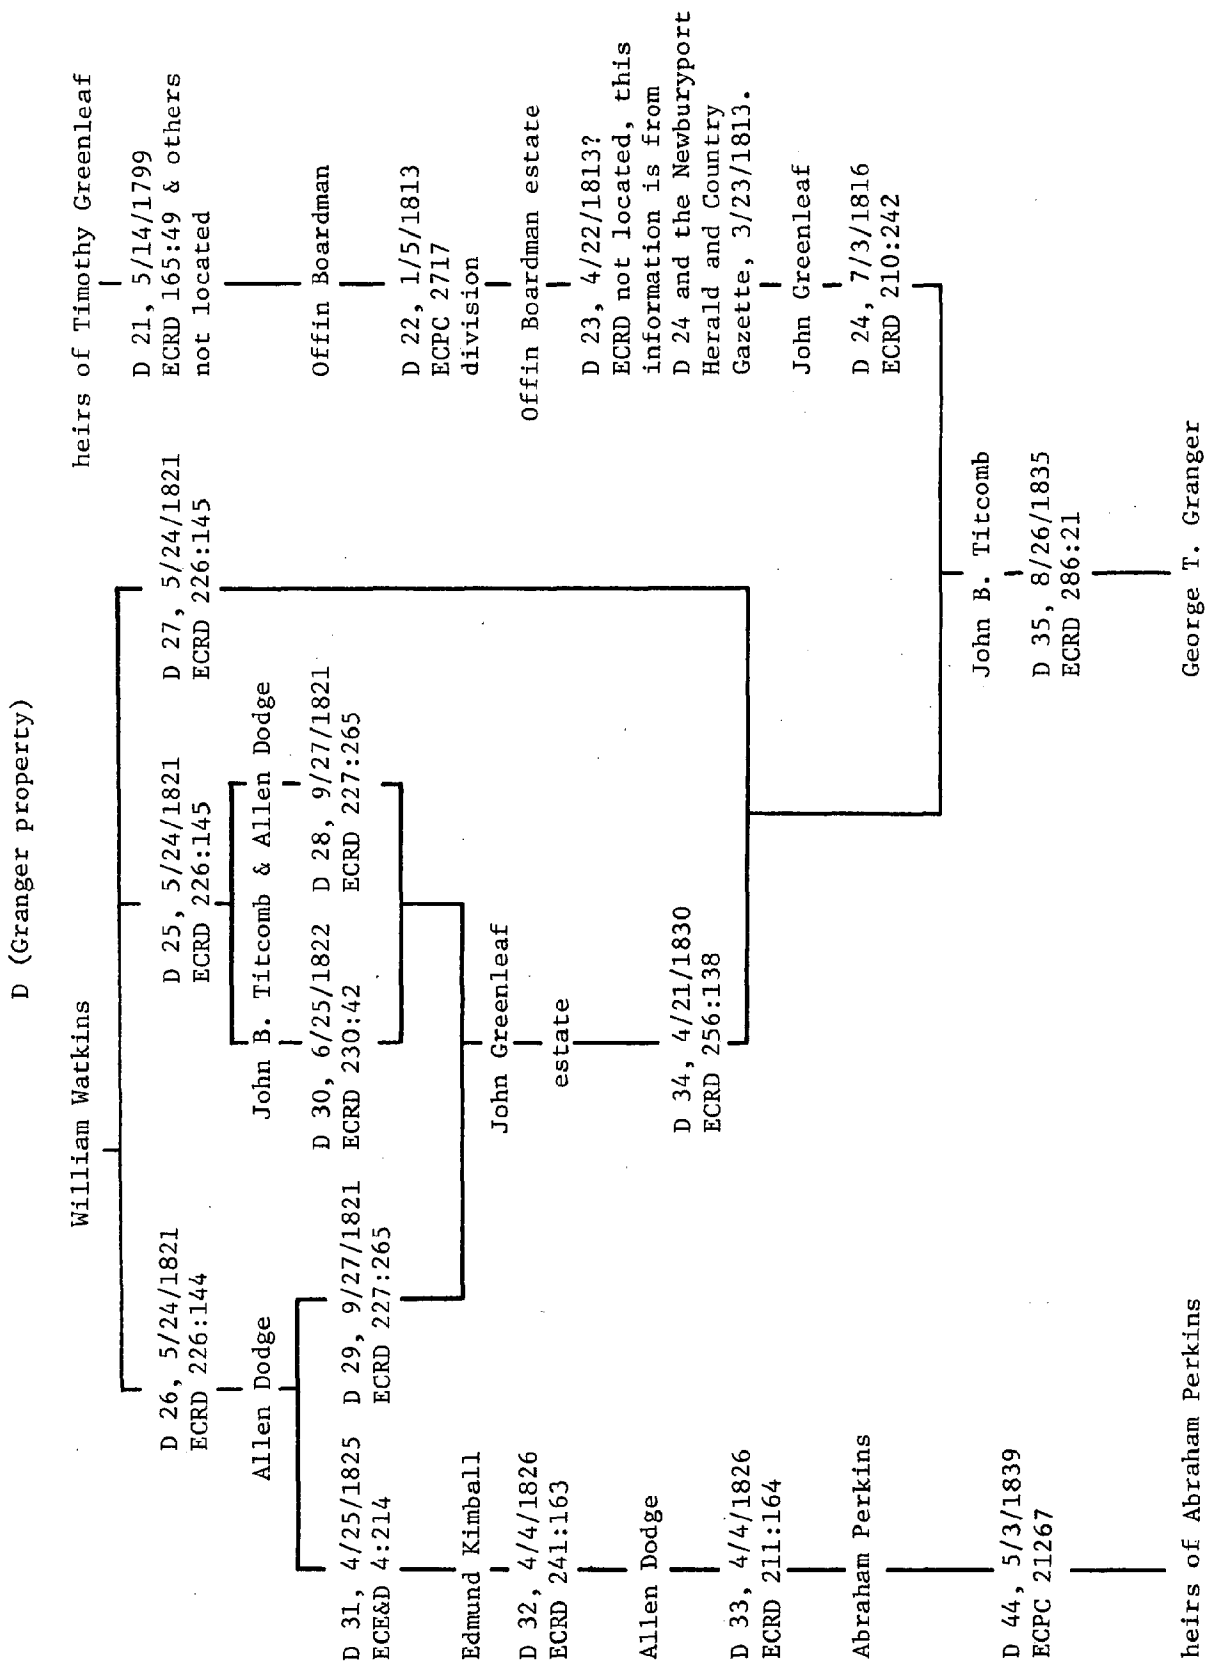 D (Granger property)
William Watkins
heirs of Timothy Greenleaf
D 26, 5/24/1821
ECRD 226:144
D 25, 5/24/1821
ECRD 226:145
D 27, 5/24/1821
ECRD 226:145
D 21, 5/14/1799
ECRD 165:49 & others
not located
Allen Dodge
John B. Titcomb & Allen Dodge
Offin Boardman
D 31, 4/25/1825
ECE&D 4:214
D 29, 9/27/1821
ECRD 227:265
D 30, 6/25/1822
ECRD 230:42
D 28, 9/27/1821
ECRD 227:265
D 22, 1/5/1813
ECPC 2717
division
Edmund Kimball
John Greenleaf
estate
Offin Boardman estate
D 32, 4/4/1826
ECRD 241:163
D 23, 4/22/1813?
ECRD not located, this
information is from
D 24 and the Newburyport
Herald and Country
Gazette, 3/23/1813.
Allen Dodge
D 33, 4/4/1826
ECRD 211:164
D 34, 4/21/1830
ECRD 256:138
John Greenleaf
D 24, 7/3/1816
ECRD 210:242
Abraham Perkins
John B. Titcomb
D 44, 5/3/1839
ECPC 21267
D 35, 8/26/1835
ECRD 286:21
heirs of Abraham Perkins
George T. Granger